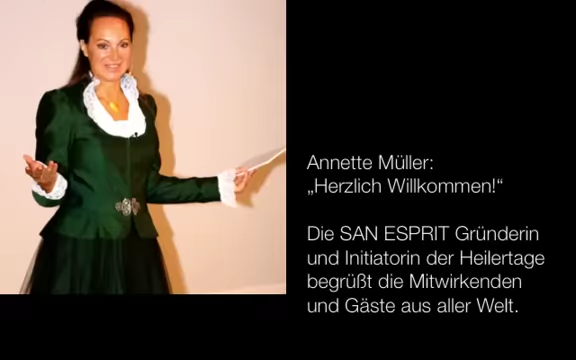 Annette Müller:
„Herzlich Willkommen!“
Die SAN ESPRIT Gründerin
und Initiatorin der Heilertage
begrüßt die Mitwirkenden
und Gäste aus aller Welt.